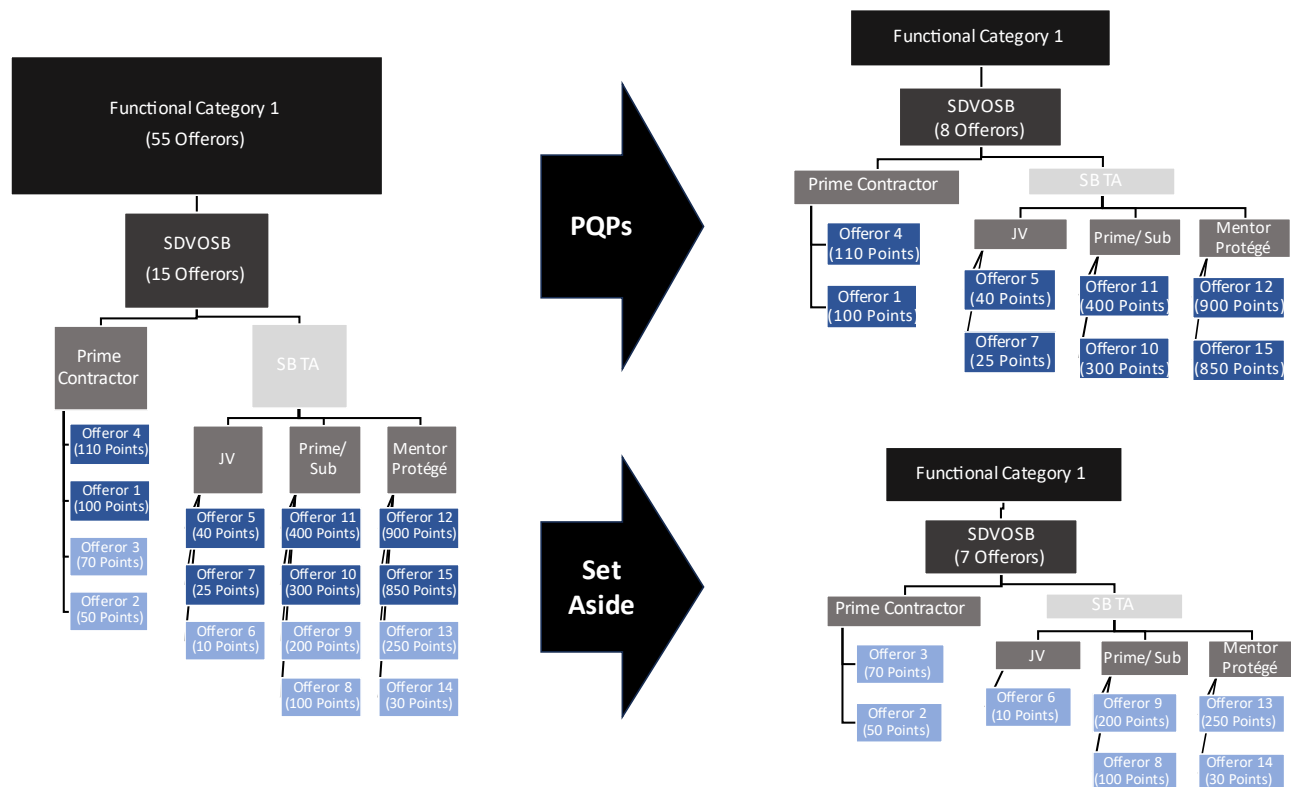 Functional Category 1
(55 Offerors)
SDVOSB
(15 Offerors)
Prime
Contractor
SB TA
Offeror 4
(110 Points)
Offeror 1
(100 Points)
Offeror 3
(70 Points)
Offeror 2
(50 Points)
JV
Offeror 5
(40 Points)
Offeror 7
(25 Points)
Offeror 6
(10 Points)
Prime/
Sub
Offeror 11
(400 Points)
Offeror 10
(300 Points)
Offeror 9
(200 Points)
Offeror 8
(100 Points)
Mentor
Protégé
Offeror 12
(900 Points)
Offeror 15
(850 Points)
Offeror 13
(250 Points)
Offeror 14
(30 Points)
PQPs
Functional Category 1
SDVOSB
(8 Offerors)
Prime Contractor
SB TA
Offeror 4
(110 Points)
Offeror 1
(100 Points)
JV
Offeror 5
(40 Points)
Offeror 7
(25 Points)
Prime/ Sub
Offeror 11
(400 Points)
Offeror 10
(300 Points)
Mentor
Protégé
Offeror 12
(900 Points)
Offeror 15
(850 Points)
Set
Aside
Functional Category 1
SDVOSB
(7 Offerors)
Prime Contractor
SB TA
Offeror 3
(70 Points)
Offeror 2
(50 Points)
JV
Offeror 6
(10 Points)
Prime/ Sub
Offeror 9
(200 Points)
Offeror 8
(100 Points)
Mentor
Protégé
Offeror 13
(250 Points)
Offeror 14
(30 Points)